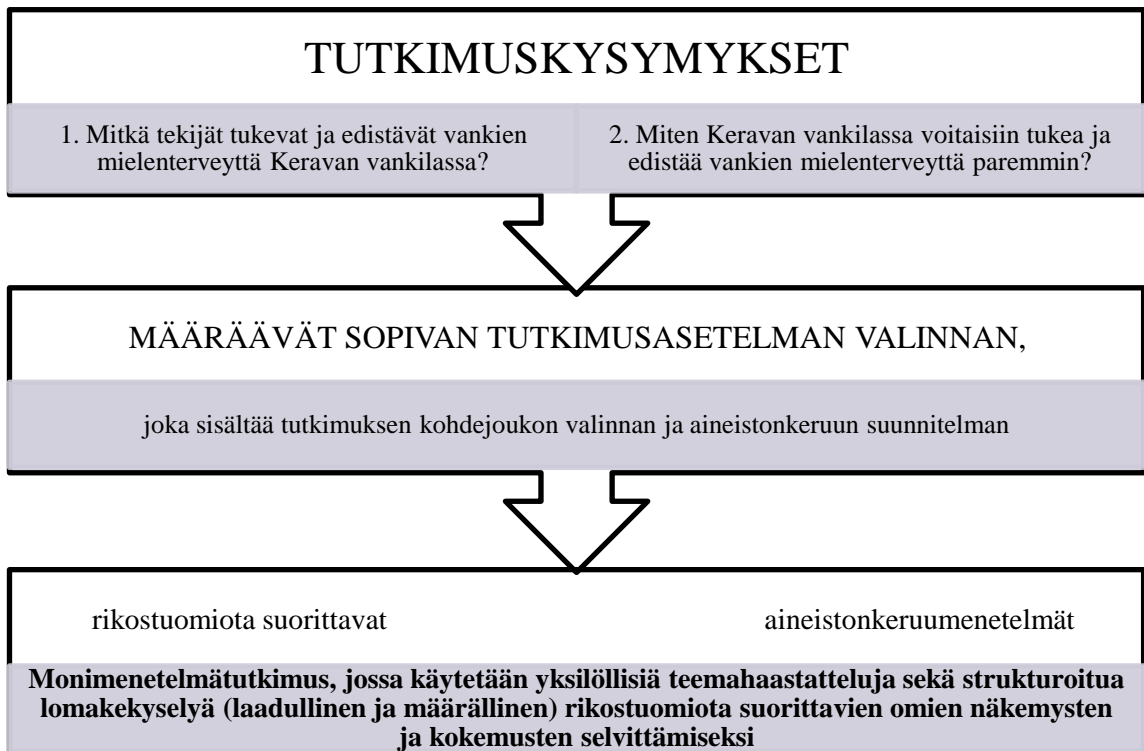 TUTKIMUSKYSYMYKSET
1. Mitkä tekijät tukevat ja edistävät vankien
mielenterveyttä Keravan vankilassa?
2. Miten Keravan vankilassa voitaisiin tukea ja
edistää vankien mielenterveyttä paremmin?
MÄÄRÄÄVÄT SOPIVAN TUTKIMUSASETELMAN VALINNAN,
joka sisältää tutkimuksen kohdejoukon valinnan ja aineistonkeruun suunnitelman
rikostuomiota suorittavat
aineistonkeruumenetelmät
Monimenetelmätutkimus, jossa käytetään yksilöllisiä teemahaastatteluja sekä strukturoitua
lomakekyselyä (laadullinen ja määrällinen) rikostuomiota suorittavien omien näkemysten
ja kokemusten selvittämiseksi